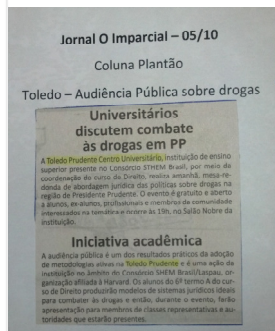 Jornal O Imparcial – 05/10
Coluna Plantão
Toledo – Audiência Pública sobre drogas
Universitários
discutem combate
às drogas em PP
A Toledo Prudente Centro Universitário, instituição de ensino
superior presente no Consórcio STHEM Brasil, por meio da
coordenação do curso de Direito, realiza amanhã, mesa-re-
donda de abordagem jurídica das políticas sobre drogas na
região de Presidente Prudente. O evento é gratuito e aberto
a alunos, ex-alunos, profissionais e membros da comunidade
interessados na temática e ocorre às 19h, no Salão Nobre da
instituição.
Iniciativa acadêmica
A audiência pública é um dos resultados práticos da adoção
de metodologias ativas na Toledo Prudente e é uma ação da
instituição no âmbito do Consórcio SHEM Brasil/Laspau, or-
ganização afiliada à Harvard. Os alunos do 6º termo A do cur-
so de Direito produzirão modelos de sistemas jurídicos ideais
para combater às drogas e então, durante o evento, farão
apresentação para membros de classes representativas e au-
toridades que estarão presentes.